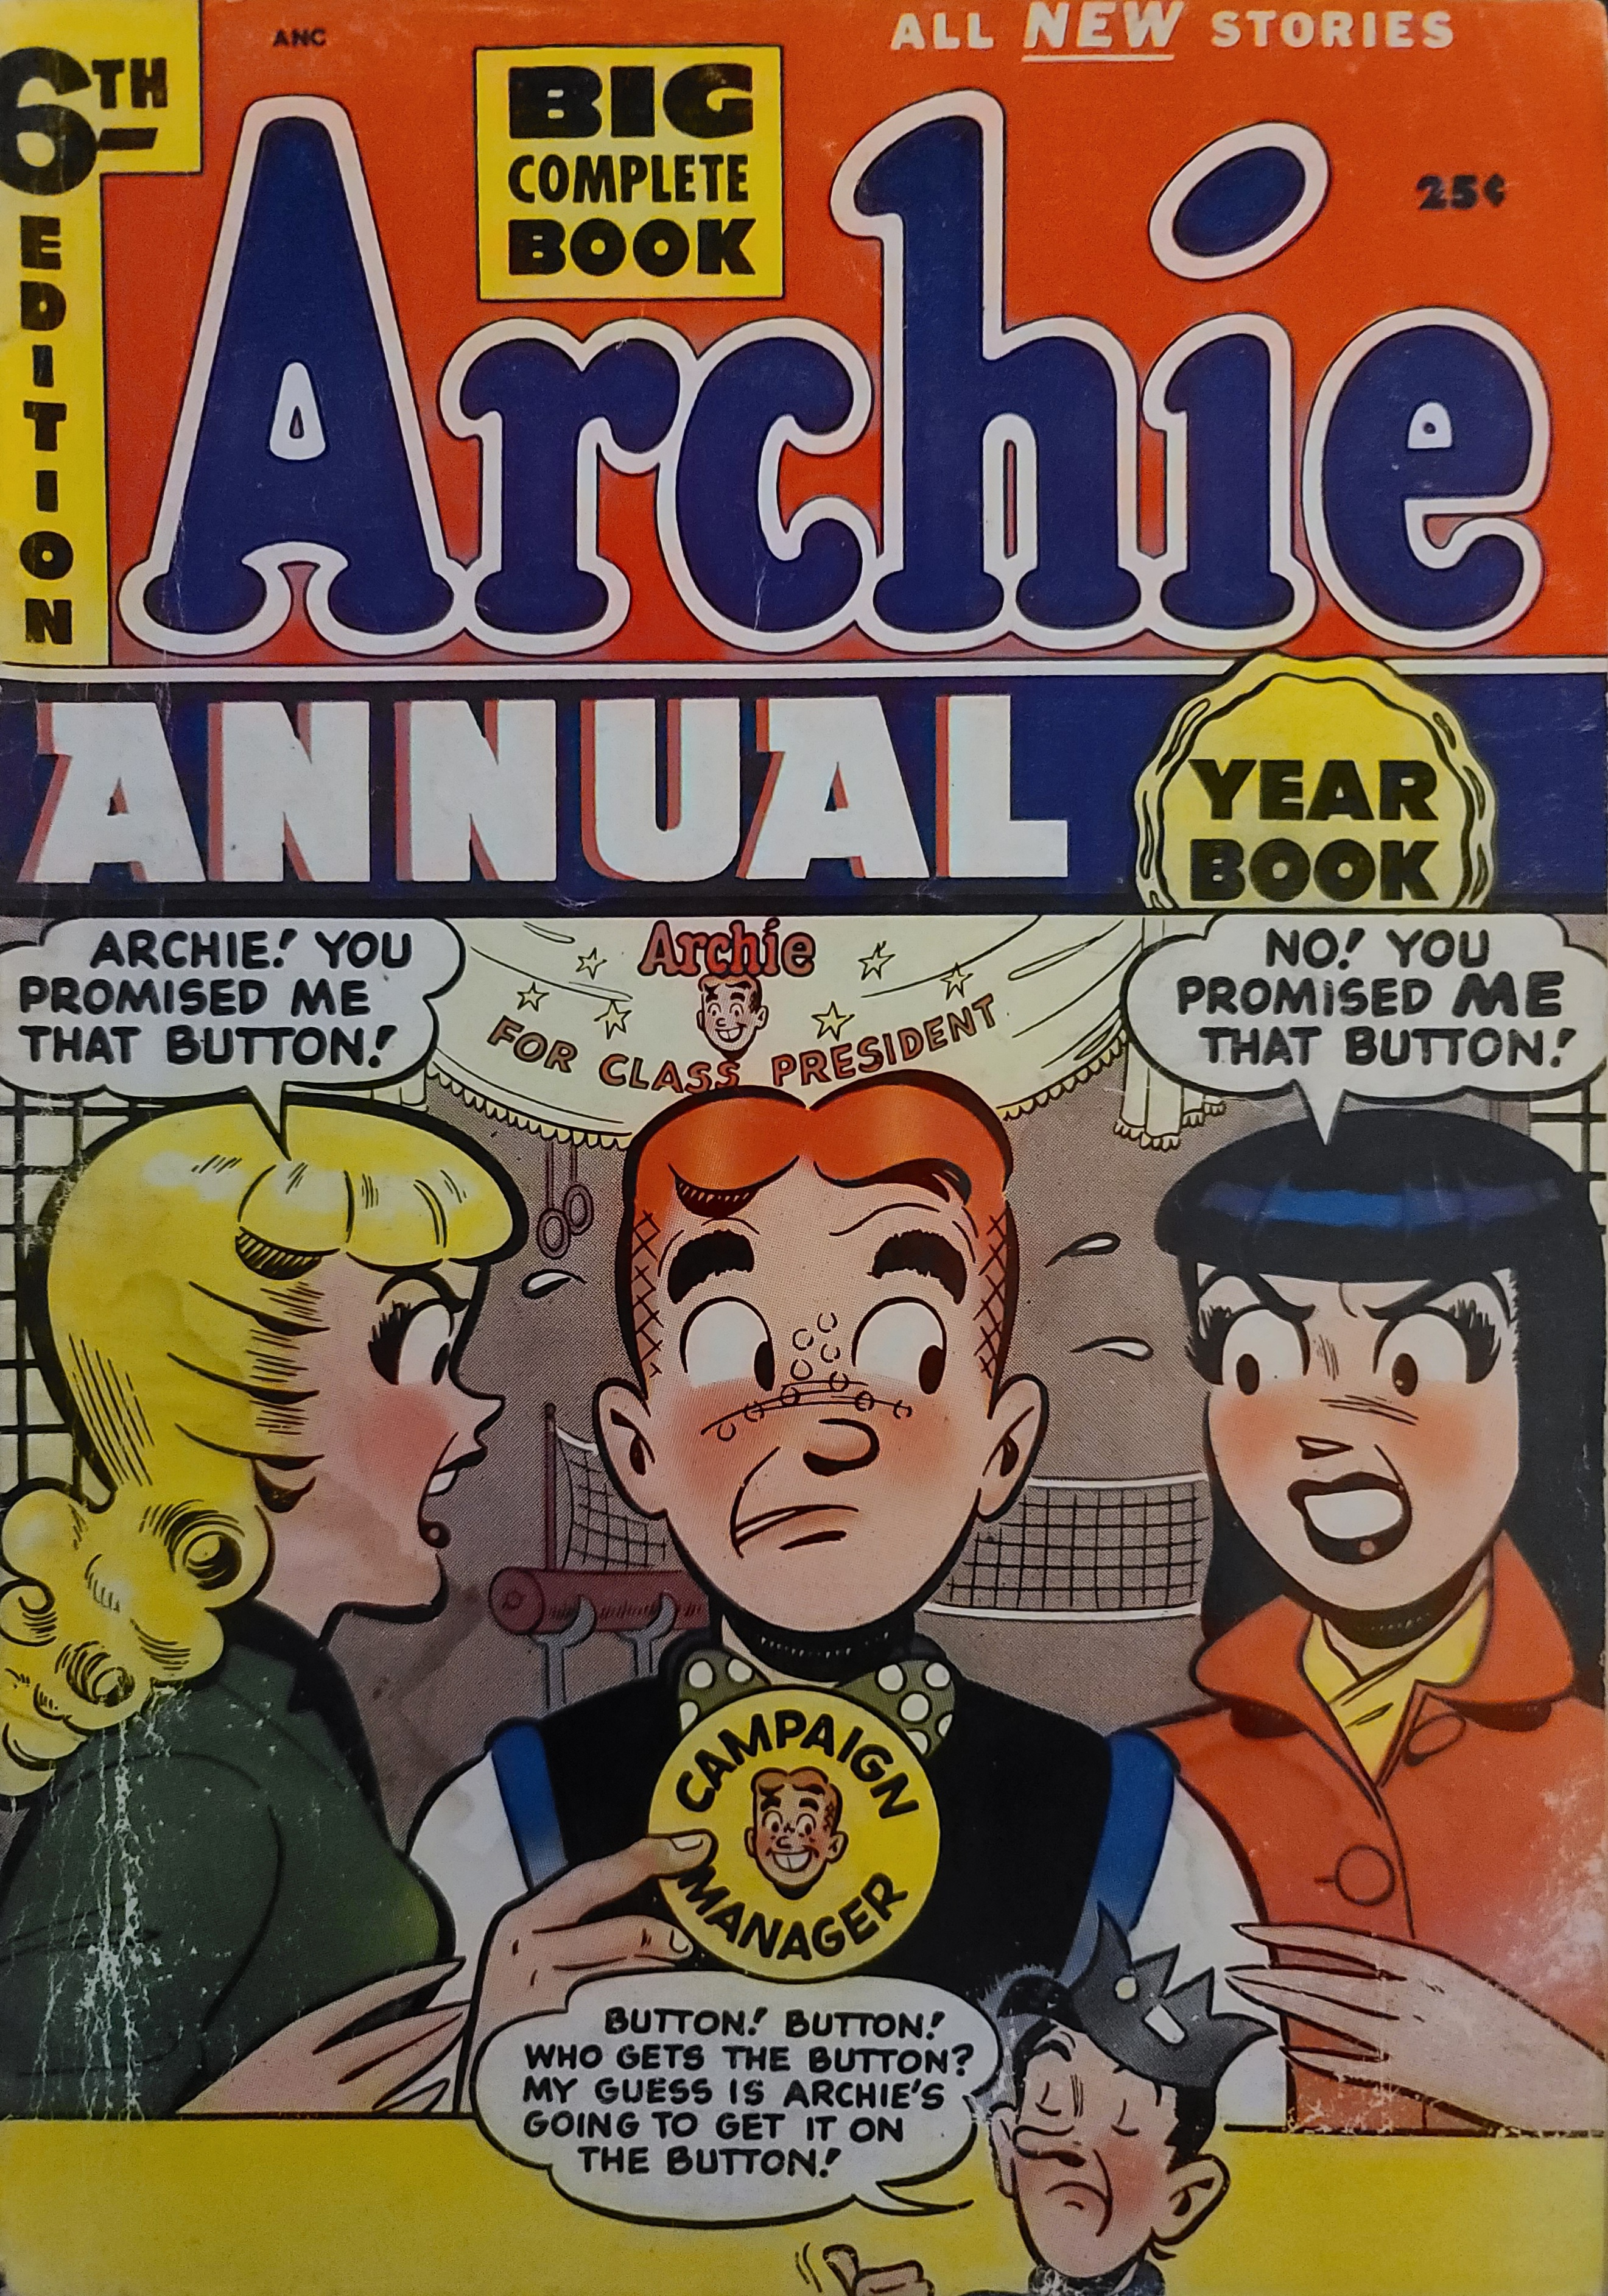 6TH
EDITION
ANC
ALL NEW STORIES
BIG
COMPLETE
BOOK
25¢
Archie
ANNUAL
YEAR
BOOK
ARCHIE! YOU
PROMISED ME
THAT BUTTON!
Archie
FOR CLASS PRESIDENT
NO! YOU
PROMISED ME
THAT BUTTON!
CAMPAIGN
MANAGER
BUTTON! BUTTON!
WHO GETS THE BUTTON?
MY GUESS IS ARCHIE'S
GOING TO GET IT ON
THE BUTTON!